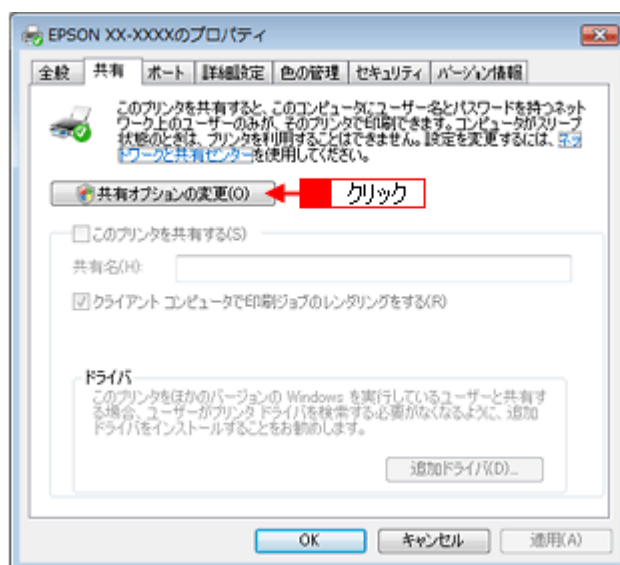 EPSON XX-XXXXのプロパティ
全般 共有 ポート 詳細設定 色の管理 セキュリティ バージョン情報
このプリンタを共有すると、このコンピュータにユーザー名とパスワードを持つネット
ワーク上のユーザーのみが、そのプリンタで印刷できます。コンピュータがスリープ
状態のときは、プリンタを利用することはできません。設定を変更するには、ネッ
トワークと共有センターを使用してください。
共有オプションの変更(O) クリック
このプリンタを共有する(S)
共有名(H):
クライアント コンピュータで印刷ジョブのレンダリングをする(R)
ドライバ
このプリンタをほかのバージョンの Windows を実行しているユーザーと共有す
る場合、ユーザーがプリンタ ドライバを検索する必要がなくなるように、追加
ドライバをインストールすることをお勧めします。
追加ドライバ(D)...
OK キャンセル 適用(A)